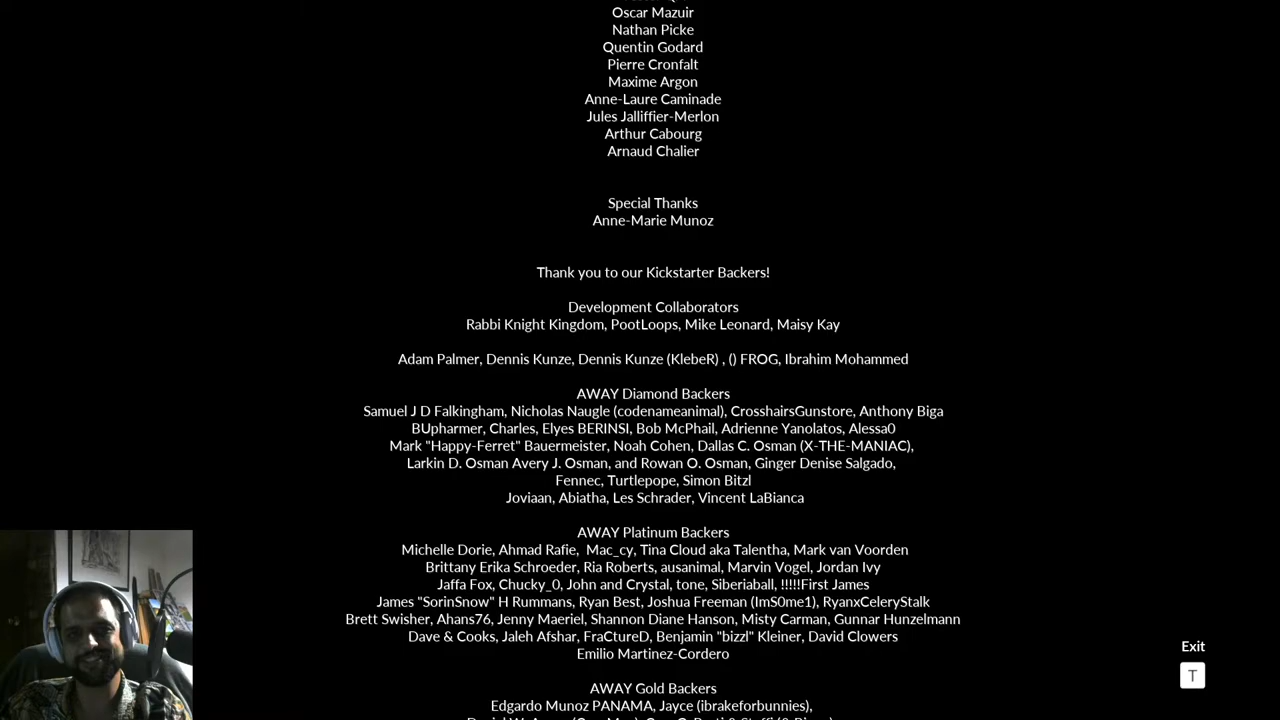 Oscar Mazuir
Nathan Picke
Quentin Godard
Pierre Cronfalt
Maxime Argon
Anne-Laure Caminade
Jules Jalliffier-Merlon
Arthur Cabourg
Arnaud Chalier
Special Thanks
Anne-Marie Munoz
Thank you to our Kickstarter Backers!
Development Collaborators
Rabbi Knight Kingdom, PootLoops, Mike Leonard, Maisy Kay
Adam Palmer, Dennis Kunze, Dennis Kunze (KlebeR) , () FROG, Ibrahim Mohammed
AWAY Diamond Backers
Samuel J D Falkingham, Nicholas Naugle (codenameanimal), CrosshairsGunstore, Anthony Biga
BUpharmer, Charles, Elyes BERINSI, Bob McPhail, Adrienne Yanolatos, Alessa0
Mark "Happy-Ferret" Bauermeister, Noah Cohen, Dallas C. Osman (X-THE-MANIAC),
Larkin D. Osman Avery J. Osman, and Rowan O. Osman, Ginger Denise Salgado,
Fennec, Turtlepope, Simon Bitzl
Joviaan, Abiatha, Les Schrader, Vincent LaBianca
AWAY Platinum Backers
Michelle Dorie, Ahmad Rafie,  Mac_cy, Tina Cloud aka Talentha, Mark van Voorden
Brittany Erika Schroeder, Ria Roberts, ausanimal, Marvin Vogel, Jordan Ivy
Jaffa Fox, Chucky_0, John and Crystal, tone, Siberiaball, !!!!!First James
James "SorinSnow" H Rummans, Ryan Best, Joshua Freeman (ImS0me1), RyanxCeleryStalk
Brett Swisher, Ahans76, Jenny Maeriel, Shannon Diane Hanson, Misty Carman, Gunnar Hunzelmann
Dave & Cooks, Jaleh Afshar, FraCtureD, Benjamin "bizzl" Kleiner, David Clowers
Emilio Martinez-Cordero
Exit
T
AWAY Gold Backers
Edgardo Munoz PANAMA, Jayce (ibrakeforbunnies),